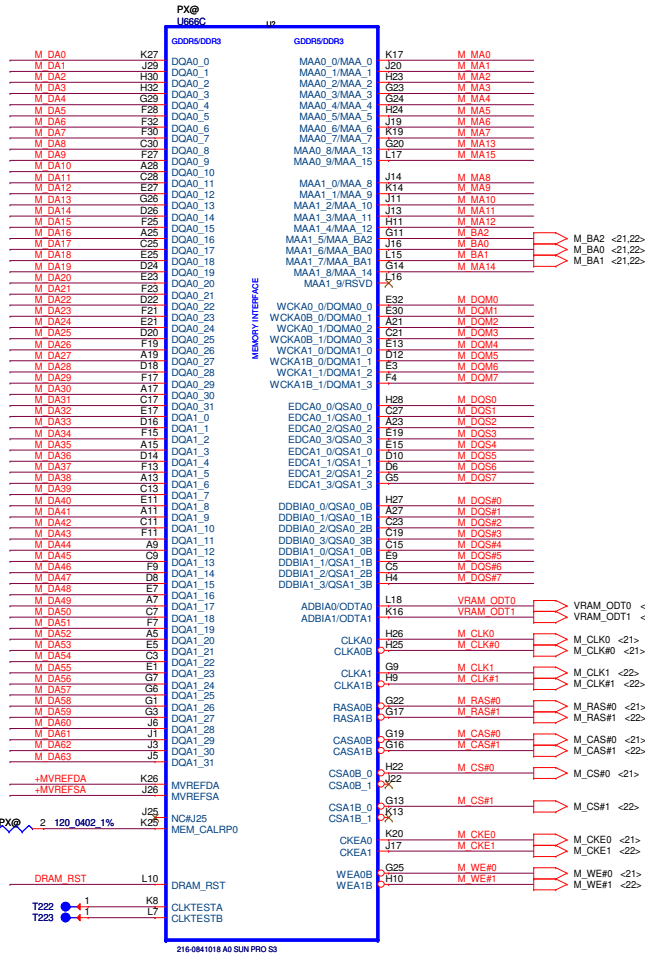 PX@
U666C
GDDR5/DDR3 GDDR5/DDR3
M_DA0 K27 DQA0_0
M_DA1 J29 DQA0_1
M_DA2 H30 DQA0_2
M_DA3 H32 DQA0_3
M_DA4 G29 DQA0_4
M_DA5 F28 DQA0_5
M_DA6 F32 DQA0_6
M_DA7 F30 DQA0_7
M_DA8 C30 DQA0_8
M_DA9 F27 DQA0_9
M_DA10 A28 DQA0_10
M_DA11 C28 DQA0_11
M_DA12 E27 DQA0_12
M_DA13 G26 DQA0_13
M_DA14 D26 DQA0_14
M_DA15 F25 DQA0_15
M_DA16 A25 DQA0_16
M_DA17 C25 DQA0_17
M_DA18 E25 DQA0_18
M_DA19 D24 DQA0_19
M_DA20 E23 DQA0_20
M_DA21 F23 DQA0_21
M_DA22 D22 DQA0_22
M_DA23 F21 DQA0_23
M_DA24 E21 DQA0_24
M_DA25 D20 DQA0_25
M_DA26 F19 DQA0_26
M_DA27 A19 DQA0_27
M_DA28 D18 DQA0_28
M_DA29 F17 DQA0_29
M_DA30 A17 DQA0_30
M_DA31 C17 DQA0_31
M_DA32 E17 DQA1_0
M_DA33 D16 DQA1_1
M_DA34 F15 DQA1_2
M_DA35 A15 DQA1_3
M_DA36 D14 DQA1_4
M_DA37 F13 DQA1_5
M_DA38 A13 DQA1_6
M_DA39 C13 DQA1_7
M_DA40 E11 DQA1_8
M_DA41 A11 DQA1_9
M_DA42 C11 DQA1_10
M_DA43 F11 DQA1_11
M_DA44 A9 DQA1_12
M_DA45 C9 DQA1_13
M_DA46 F9 DQA1_14
M_DA47 D8 DQA1_15
M_DA48 E7 DQA1_16
M_DA49 A7 DQA1_17
M_DA50 C7 DQA1_18
M_DA51 F7 DQA1_19
M_DA52 A5 DQA1_20
M_DA53 E5 DQA1_21
M_DA54 C3 DQA1_22
M_DA55 E1 DQA1_23
M_DA56 G7 DQA1_24
M_DA57 G6 DQA1_25
M_DA58 G1 DQA1_26
M_DA59 G3 DQA1_27
M_DA60 J6 DQA1_28
M_DA61 J1 DQA1_29
M_DA62 J3 DQA1_30
M_DA63 J5 DQA1_31
+MVREFDA K26 MVREFDA
+MVREFSA J26 MVREFSA
J25 NC#J25
PX@ 2 120_0402_1% K25 MEM_CALRP0
DRAM_RST L10 DRAM_RST
T222 1 K8 CLKTESTA
T223 1 L7 CLKTESTB
MEMORY INTERFACE
MAA0_0/MAA_0 K17 M_MA0
MAA0_1/MAA_1 J20 M_MA1
MAA0_2/MAA_2 H23 M_MA2
MAA0_3/MAA_3 G23 M_MA3
MAA0_4/MAA_4 G24 M_MA4
MAA0_5/MAA_5 H24 M_MA5
MAA0_6/MAA_6 J19 M_MA6
MAA0_7/MAA_7 K19 M_MA7
MAA0_8/MAA_13 G20 M_MA13
MAA0_9/MAA_15 L17 M_MA15
MAA1_0/MAA_8 J14 M_MA8
MAA1_1/MAA_9 K14 M_MA9
MAA1_2/MAA_10 J11 M_MA10
MAA1_3/MAA_11 J13 M_MA11
MAA1_4/MAA_12 H11 M_MA12
MAA1_5/MAA_BA2 G11 M_BA2 M_BA2 <21,22>
MAA1_6/MAA_BA0 J16 M_BA0 M_BA0 <21,22>
MAA1_7/MAA_BA1 L15 M_BA1 M_BA1 <21,22>
MAA1_8/MAA_14 G14 M_MA14
MAA1_9/RSVD L16
WCKA0_0/DQMA0_0 E32 M_DQM0
WCKA0B_0/DQMA0_1 E30 M_DQM1
WCKA0_1/DQMA0_2 A21 M_DQM2
WCKA0B_1/DQMA0_3 C21 M_DQM3
WCKA1_0/DQMA1_0 E13 M_DQM4
WCKA1B_0/DQMA1_1 D12 M_DQM5
WCKA1_1/DQMA1_2 E3 M_DQM6
WCKA1B_1/DQMA1_3 F4 M_DQM7
EDCA0_0/QSA0_0 H28 M_DQS0
EDCA0_1/QSA0_1 C27 M_DQS1
EDCA0_2/QSA0_2 A23 M_DQS2
EDCA0_3/QSA0_3 E19 M_DQS3
EDCA1_0/QSA1_0 E15 M_DQS4
EDCA1_1/QSA1_1 D10 M_DQS5
EDCA1_2/QSA1_2 D6 M_DQS6
EDCA1_3/QSA1_3 G5 M_DQS7
DDBIA0_0/QSA0_0B H27 M_DQS#0
DDBIA0_1/QSA0_1B A27 M_DQS#1
DDBIA0_2/QSA0_2B C23 M_DQS#2
DDBIA0_3/QSA0_3B C19 M_DQS#3
DDBIA1_0/QSA1_0B C15 M_DQS#4
DDBIA1_1/QSA1_1B E9 M_DQS#5
DDBIA1_2/QSA1_2B C5 M_DQS#6
DDBIA1_3/QSA1_3B H4 M_DQS#7
ADBIA0/ODTA0 L18 VRAM_ODT0 VRAM_ODT0 <
ADBIA1/ODTA1 K16 VRAM_ODT1 VRAM_ODT1 <
CLKA0 H26 M_CLK0 M_CLK0 <21>
CLKA0B H25 M_CLK#0 M_CLK#0 <21>
CLKA1 G9 M_CLK1 M_CLK1 <22>
CLKA1B H9 M_CLK#1 M_CLK#1 <22>
RASA0B G22 M_RAS#0 M_RAS#0 <21>
RASA1B G17 M_RAS#1 M_RAS#1 <22>
CASA0B G19 M_CAS#0 M_CAS#0 <21>
CASA1B G16 M_CAS#1 M_CAS#1 <22>
CSA0B_0 H22 M_CS#0 M_CS#0 <21>
CSA0B_1 J22
CSA1B_0 G13 M_CS#1 M_CS#1 <22>
CSA1B_1 K13
CKEA0 K20 M_CKE0 M_CKE0 <21>
CKEA1 J17 M_CKE1 M_CKE1 <22>
WEA0B G25 M_WE#0 M_WE#0 <21>
WEA1B H10 M_WE#1 M_WE#1 <22>
216-0841018 A0 SUN PRO S3